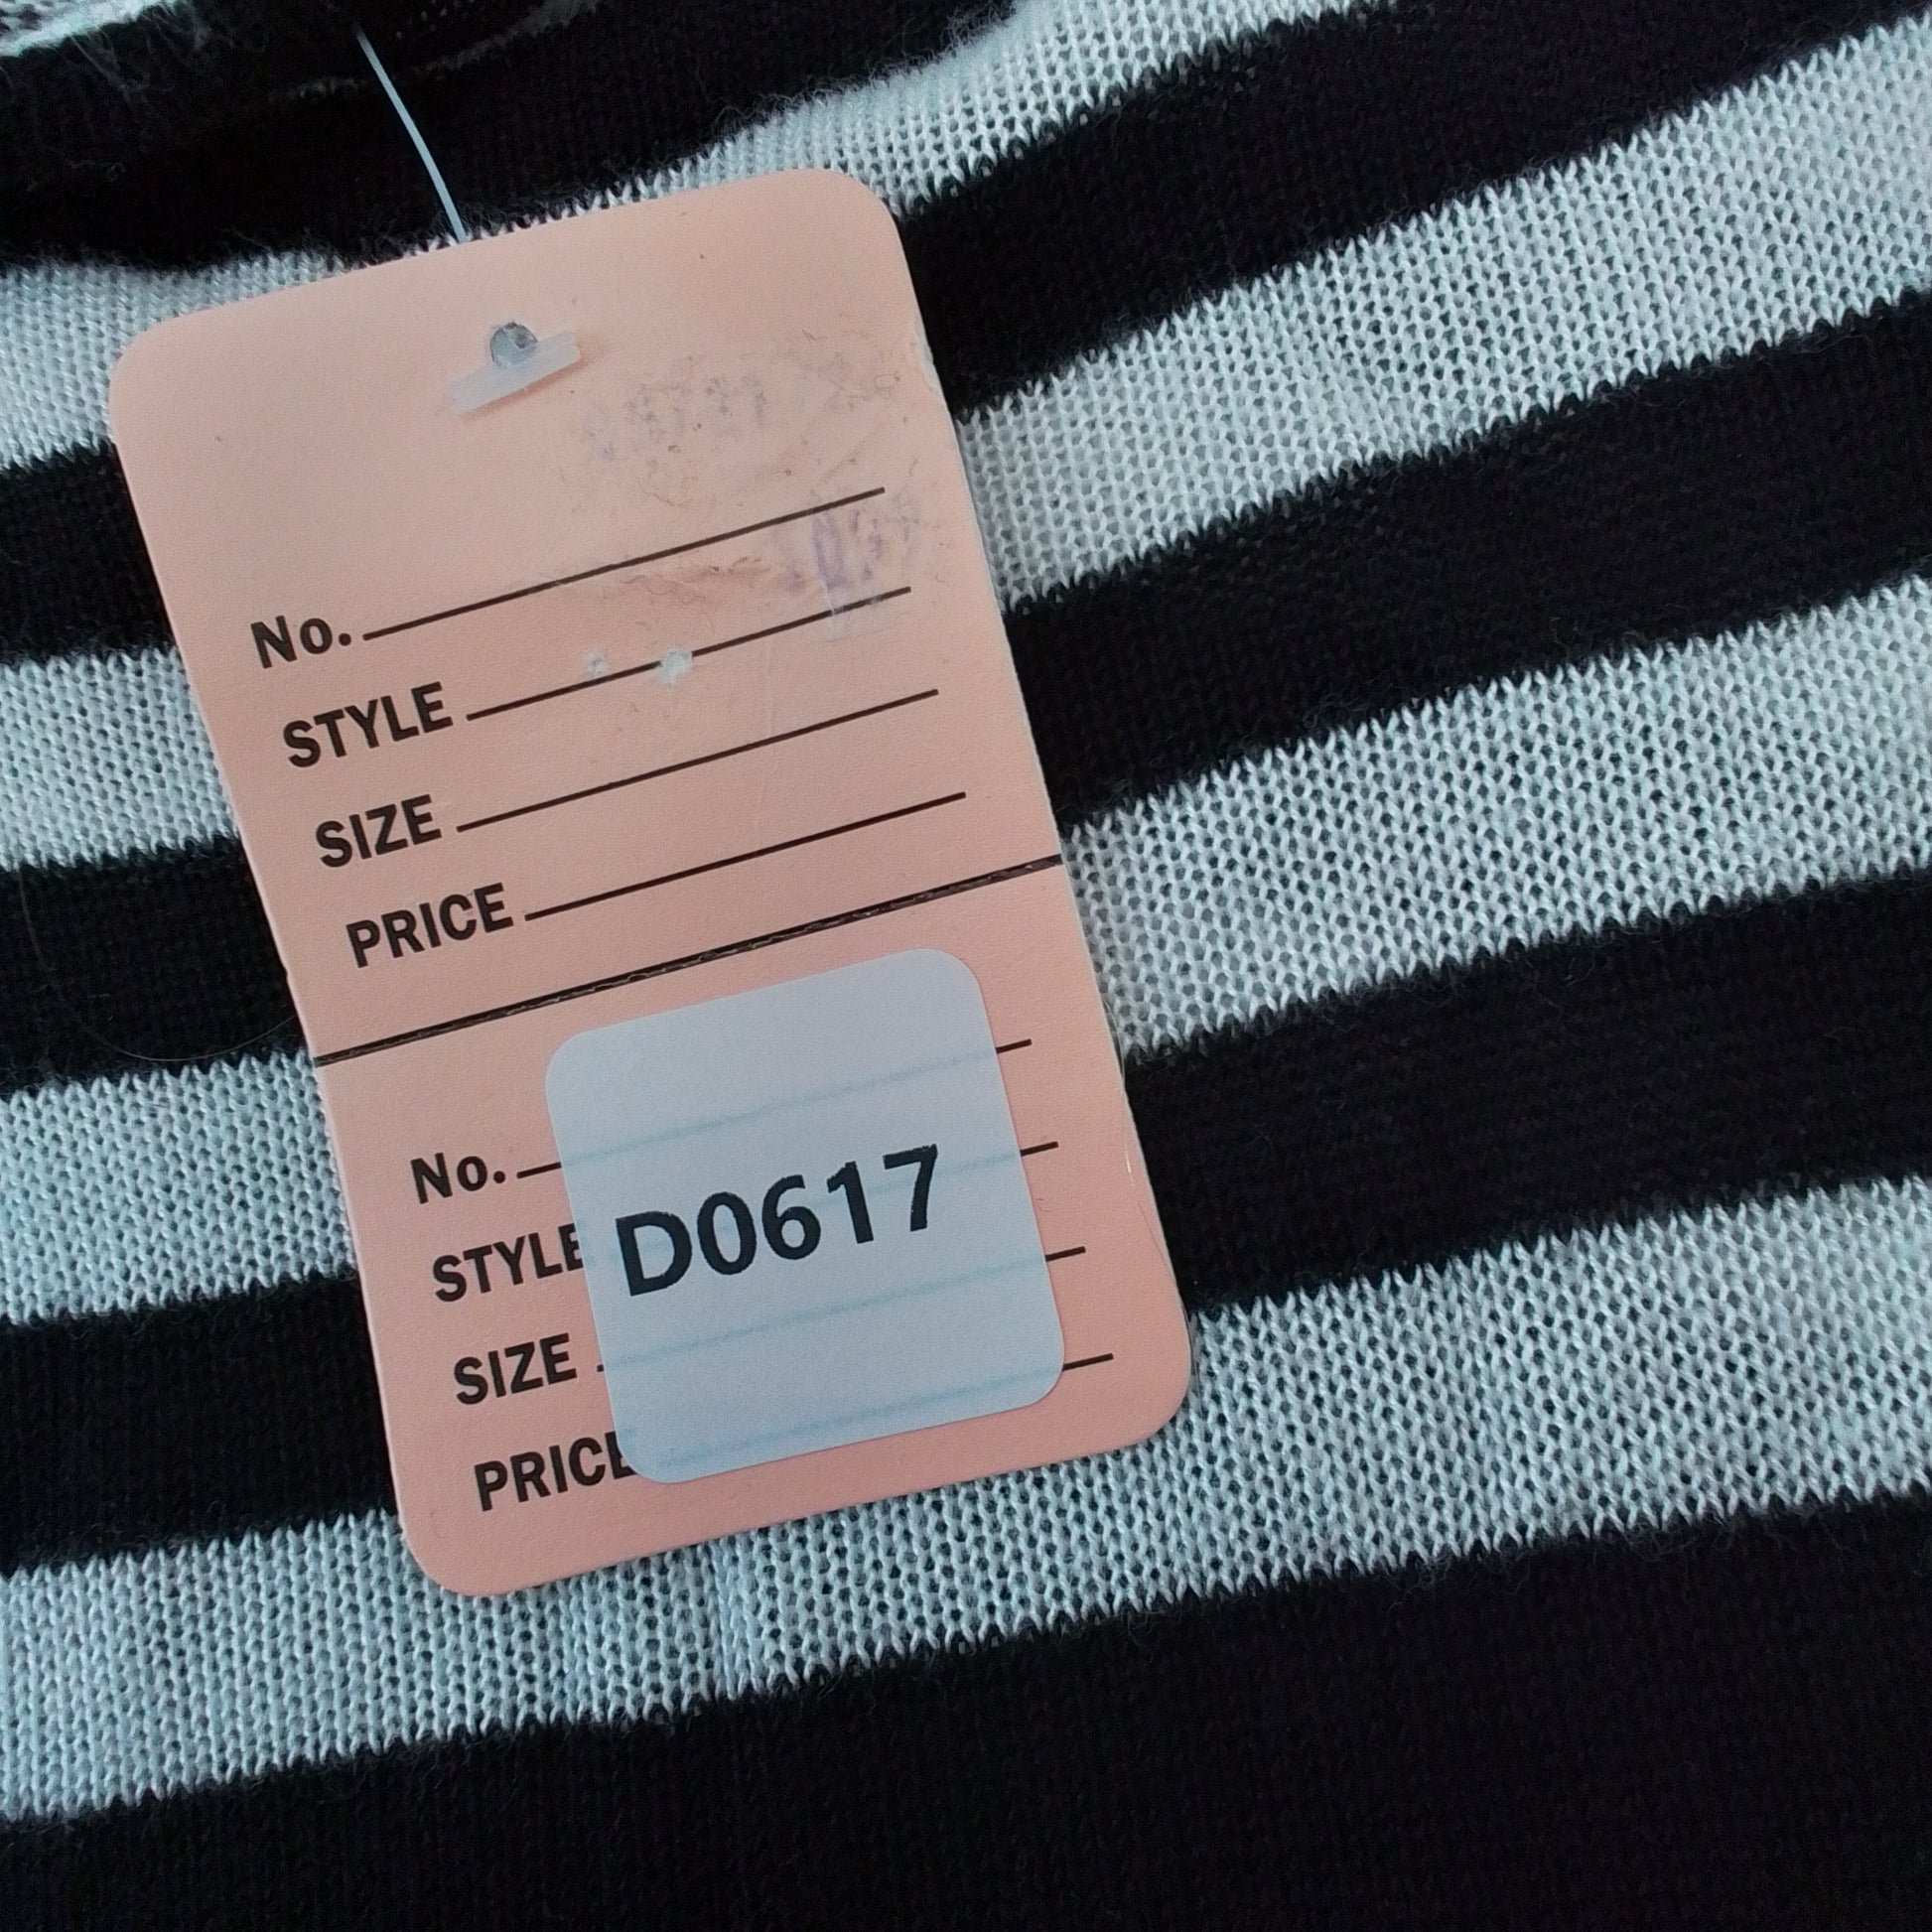 No.
STYLE
SIZE
PRICE
No.
STYLE
D0617
SIZE
PRICE